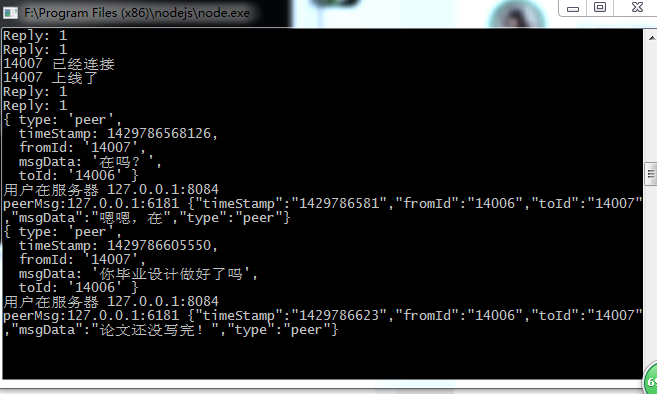 F:\Program Files (x86)\nodejs\node.exe
Reply: 1
Reply: 1
14007 已经连接
14007 上线了
Reply: 1
Reply: 1
{ type: 'peer',
  timeStamp: 1429786568126,
  fromId: '14007',
  msgData: '在吗？',
  toId: '14006' }
用户在服务器 127.0.0.1:8084
peerMsg:127.0.0.1:6181 {"timeStamp":"1429786581","fromId":"14006","toId":"14007"
,"msgData":"嗯嗯，在","type":"peer"}
{ type: 'peer',
  timeStamp: 1429786605550,
  fromId: '14007',
  msgData: '你毕业设计做好了吗',
  toId: '14006' }
用户在服务器 127.0.0.1:8084
peerMsg:127.0.0.1:6181 {"timeStamp":"1429786623","fromId":"14006","toId":"14007"
,"msgData":"论文还没写完！","type":"peer"}